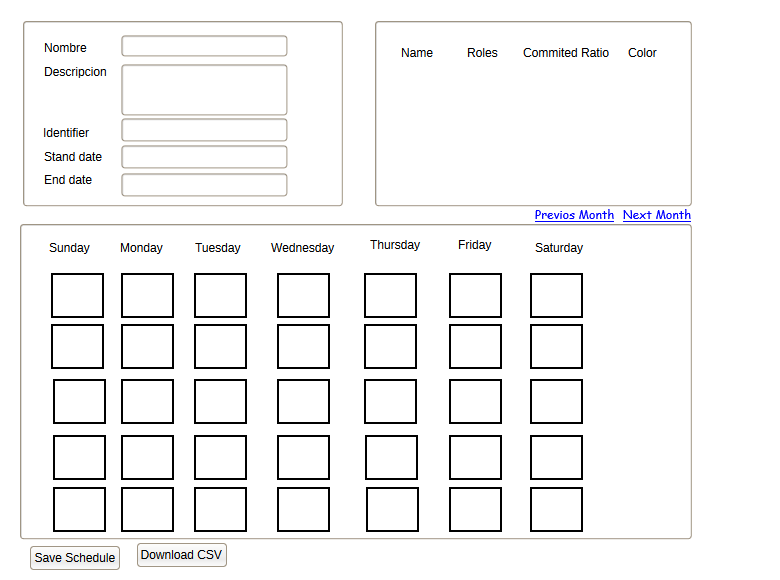 Nombre
Descripcion
Identifier
Stand date
End date
Name Roles Commited Ratio Color
Previos Month Next Month
Sunday Monday Tuesday Wednesday Thursday Friday Saturday
Save Schedule Download CSV